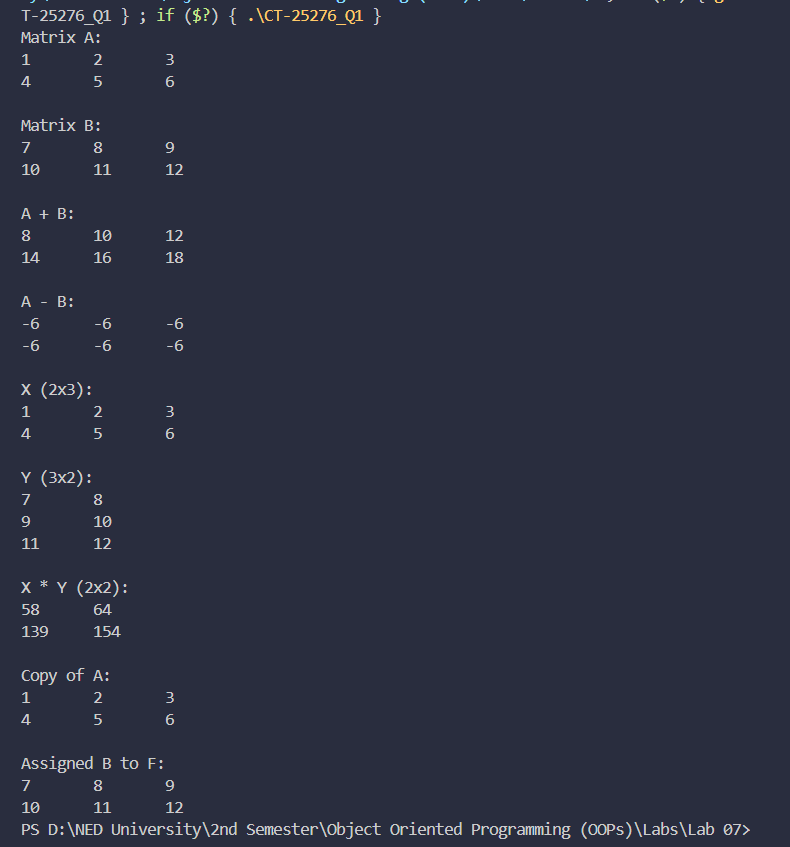 T-25276_Q1 } ; if ($?) { .\CT-25276_Q1 }
Matrix A:
1 2 3
4 5 6
Matrix B:
7 8 9
10 11 12
A + B:
8 10 12
14 16 18
A - B:
-6 -6 -6
-6 -6 -6
X (2x3):
1 2 3
4 5 6
Y (3x2):
7 8
9 10
11 12
X * Y (2x2):
58 64
139 154
Copy of A:
1 2 3
4 5 6
Assigned B to F:
7 8 9
10 11 12
PS D:\NED University\2nd Semester\Object Oriented Programming (OOPs)\Labs\Lab 07>